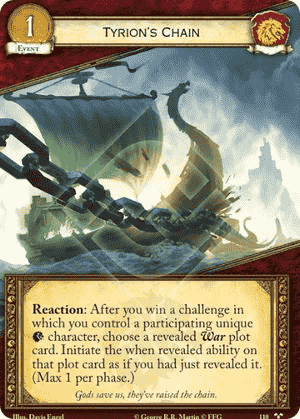 1
TYRION'S CHAIN
EVENT
Reaction: After you win a challenge in
which you control a participating unique
character, choose a revealed War plot
card. Initiate the when revealed ability on
that plot card as if you had just revealed it.
(Max 1 per phase.)
Gods save us, they've raised the chain.
Illus. Davis Engel
© George R.R. Martin © FFG
119